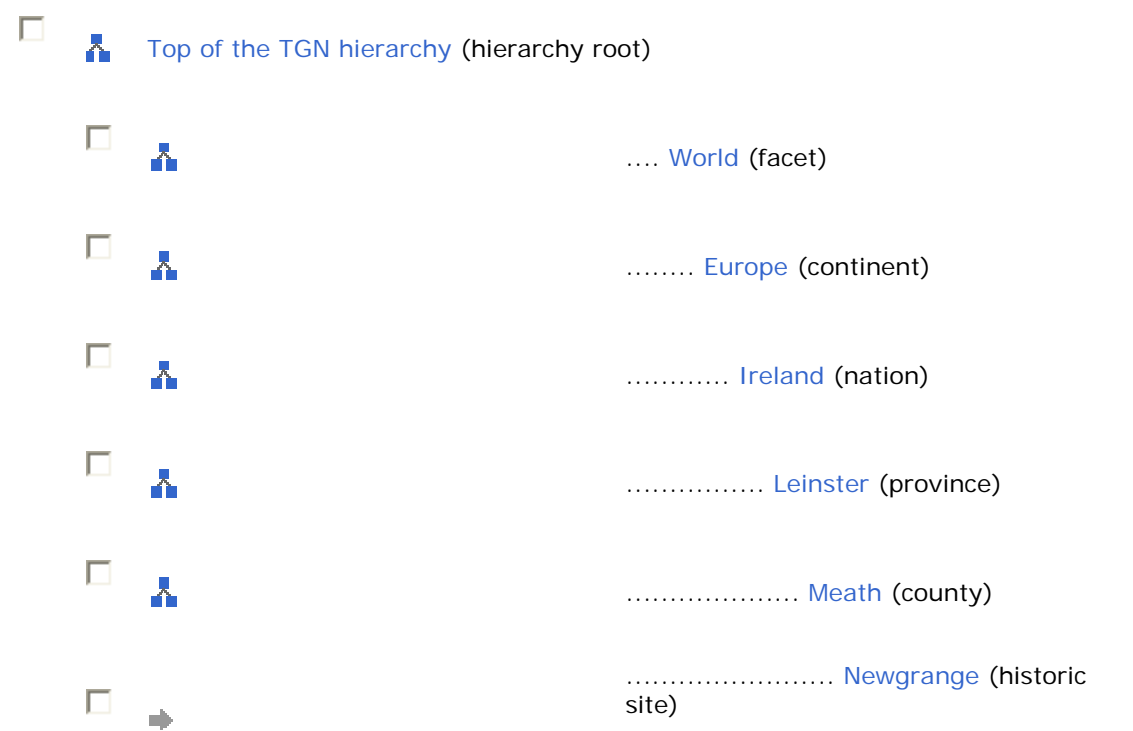 Top of the TGN hierarchy (hierarchy root)
.... World (facet)
........ Europe (continent)
............ Ireland (nation)
................ Leinster (province)
.................... Meath (county)
........................ Newgrange (historic
site)